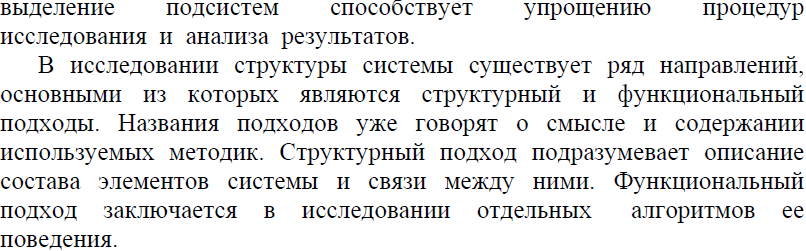 выделение подсистем способствует упрощению процедур
исследования и анализа результатов.
В исследовании структуры системы существует ряд направлений,
основными из которых являются структурный и функциональный
подходы. Названия подходов уже говорят о смысле и содержании
используемых методик. Структурный подход подразумевает описание
состава элементов системы и связи между ними. Функциональный
подход заключается в исследовании отдельных алгоритмов ее
поведения.